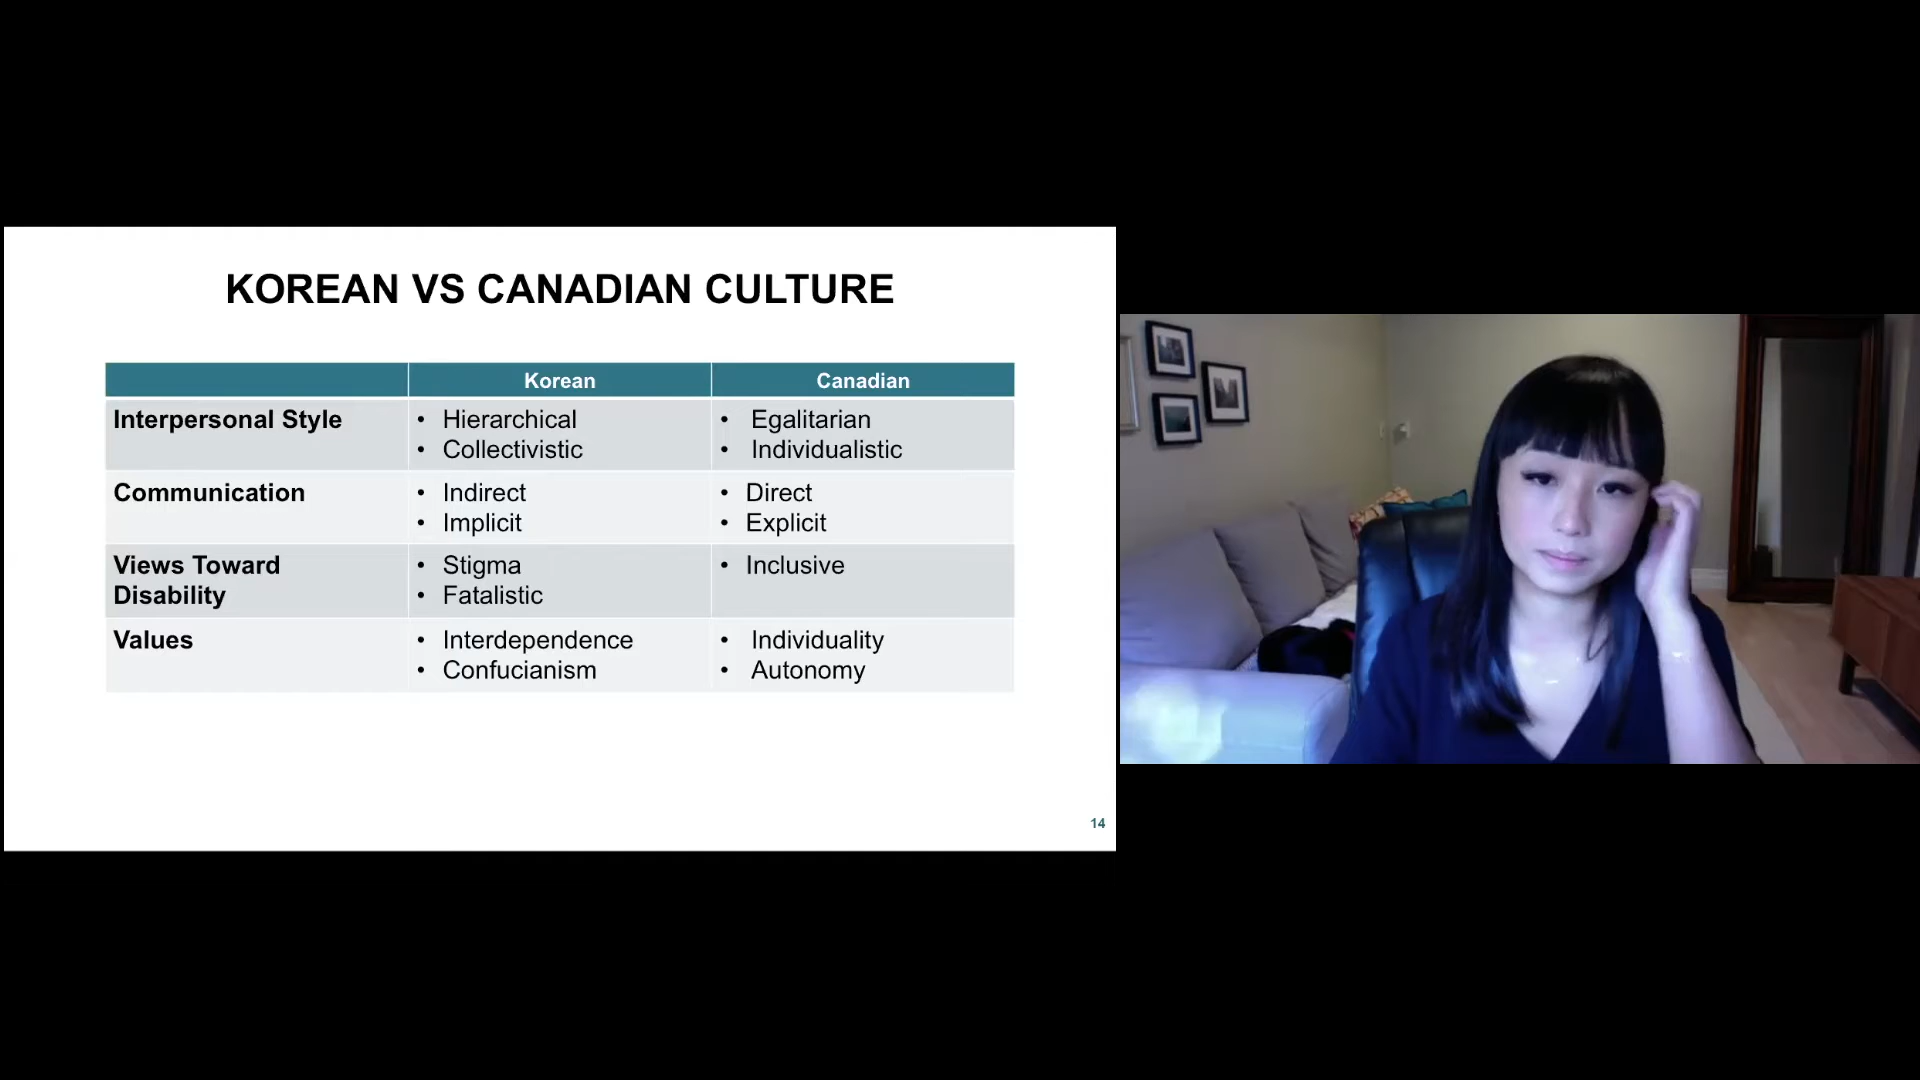 KOREAN VS CANADIAN CULTURE
Korean
Canadian
Interpersonal Style
• Hierarchical
• Collectivistic
• Egalitarian
• Individualistic
Communication
• Indirect
• Implicit
• Direct
• Explicit
Views Toward
Disability
• Stigma
• Fatalistic
• Inclusive
Values
• Interdependence
• Confucianism
• Individuality
• Autonomy
14